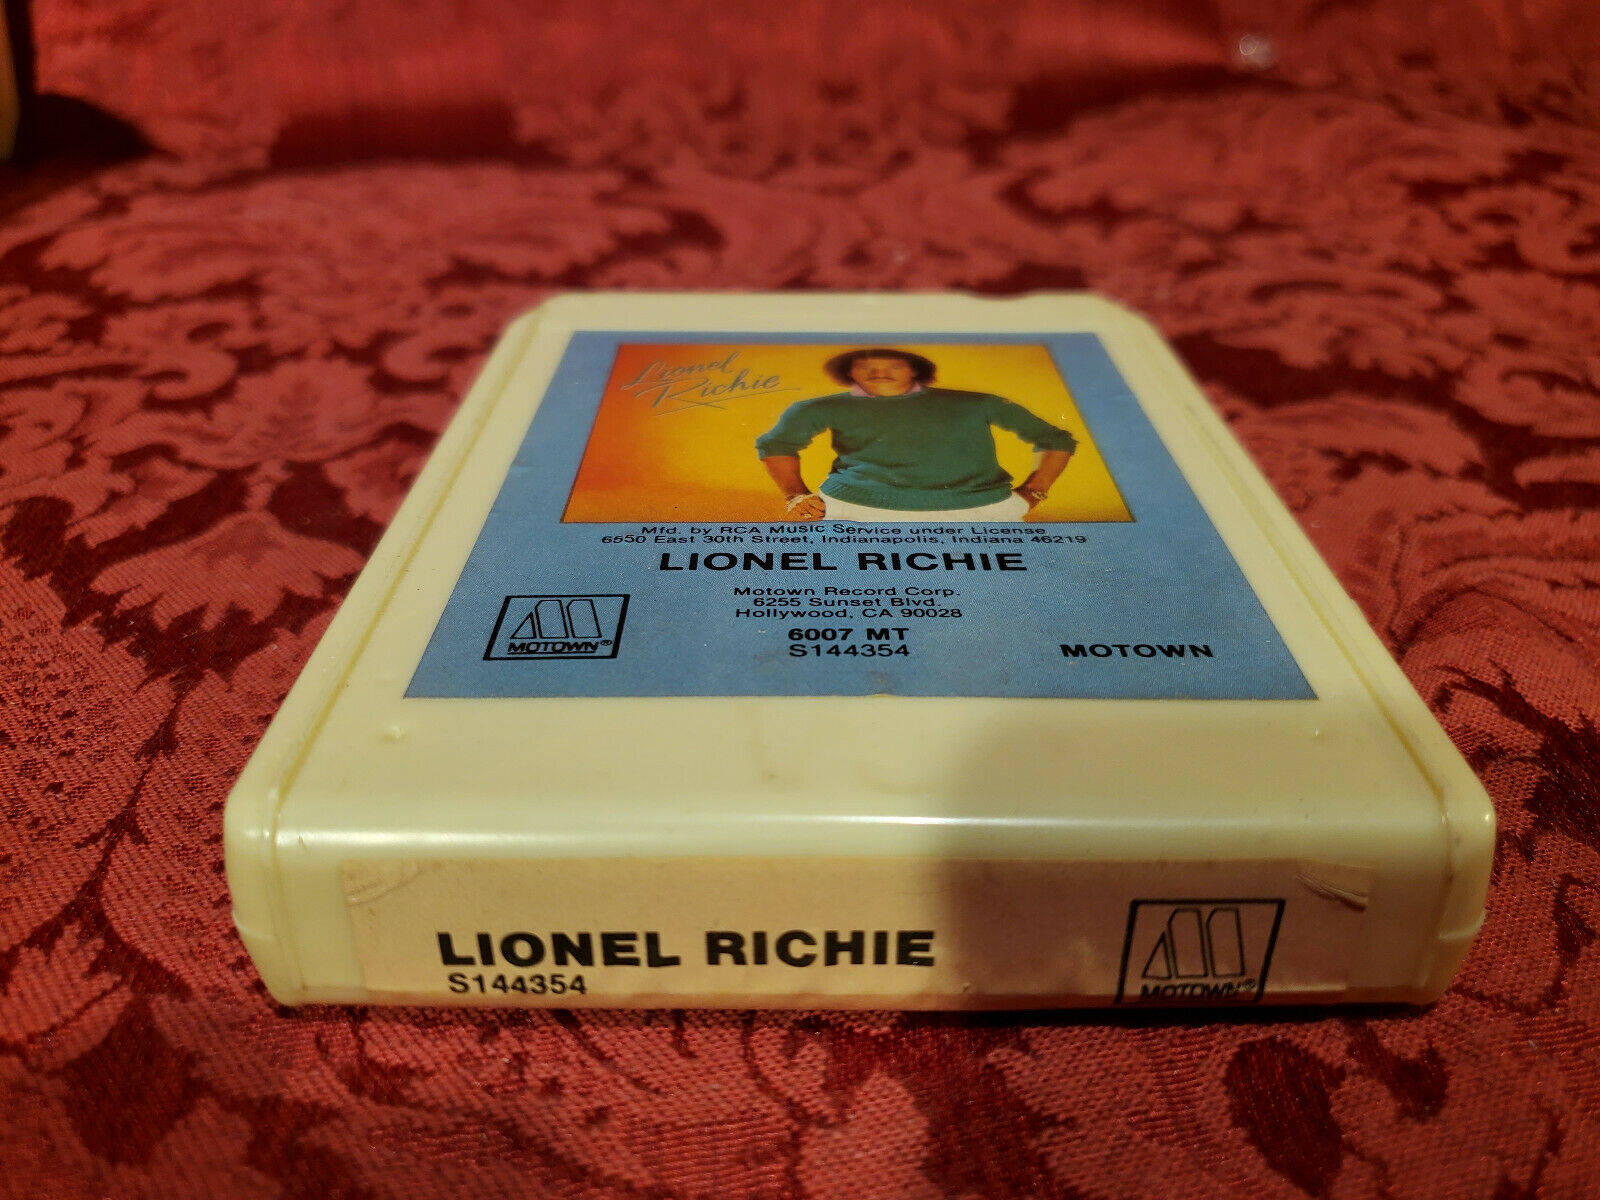 Lionel
Richie
Mfd. by RCA Music Service under License
6550 East 30th Street, Indianapolis, Indiana 46219
LIONEL RICHIE
Motown Record Corp.
6255 Sunset Blvd.
Hollywood, CA 90028
6007 MT
S144354
MOTOWN®
MOTOWN
LIONEL RICHIE
S144354
MOTOWN®